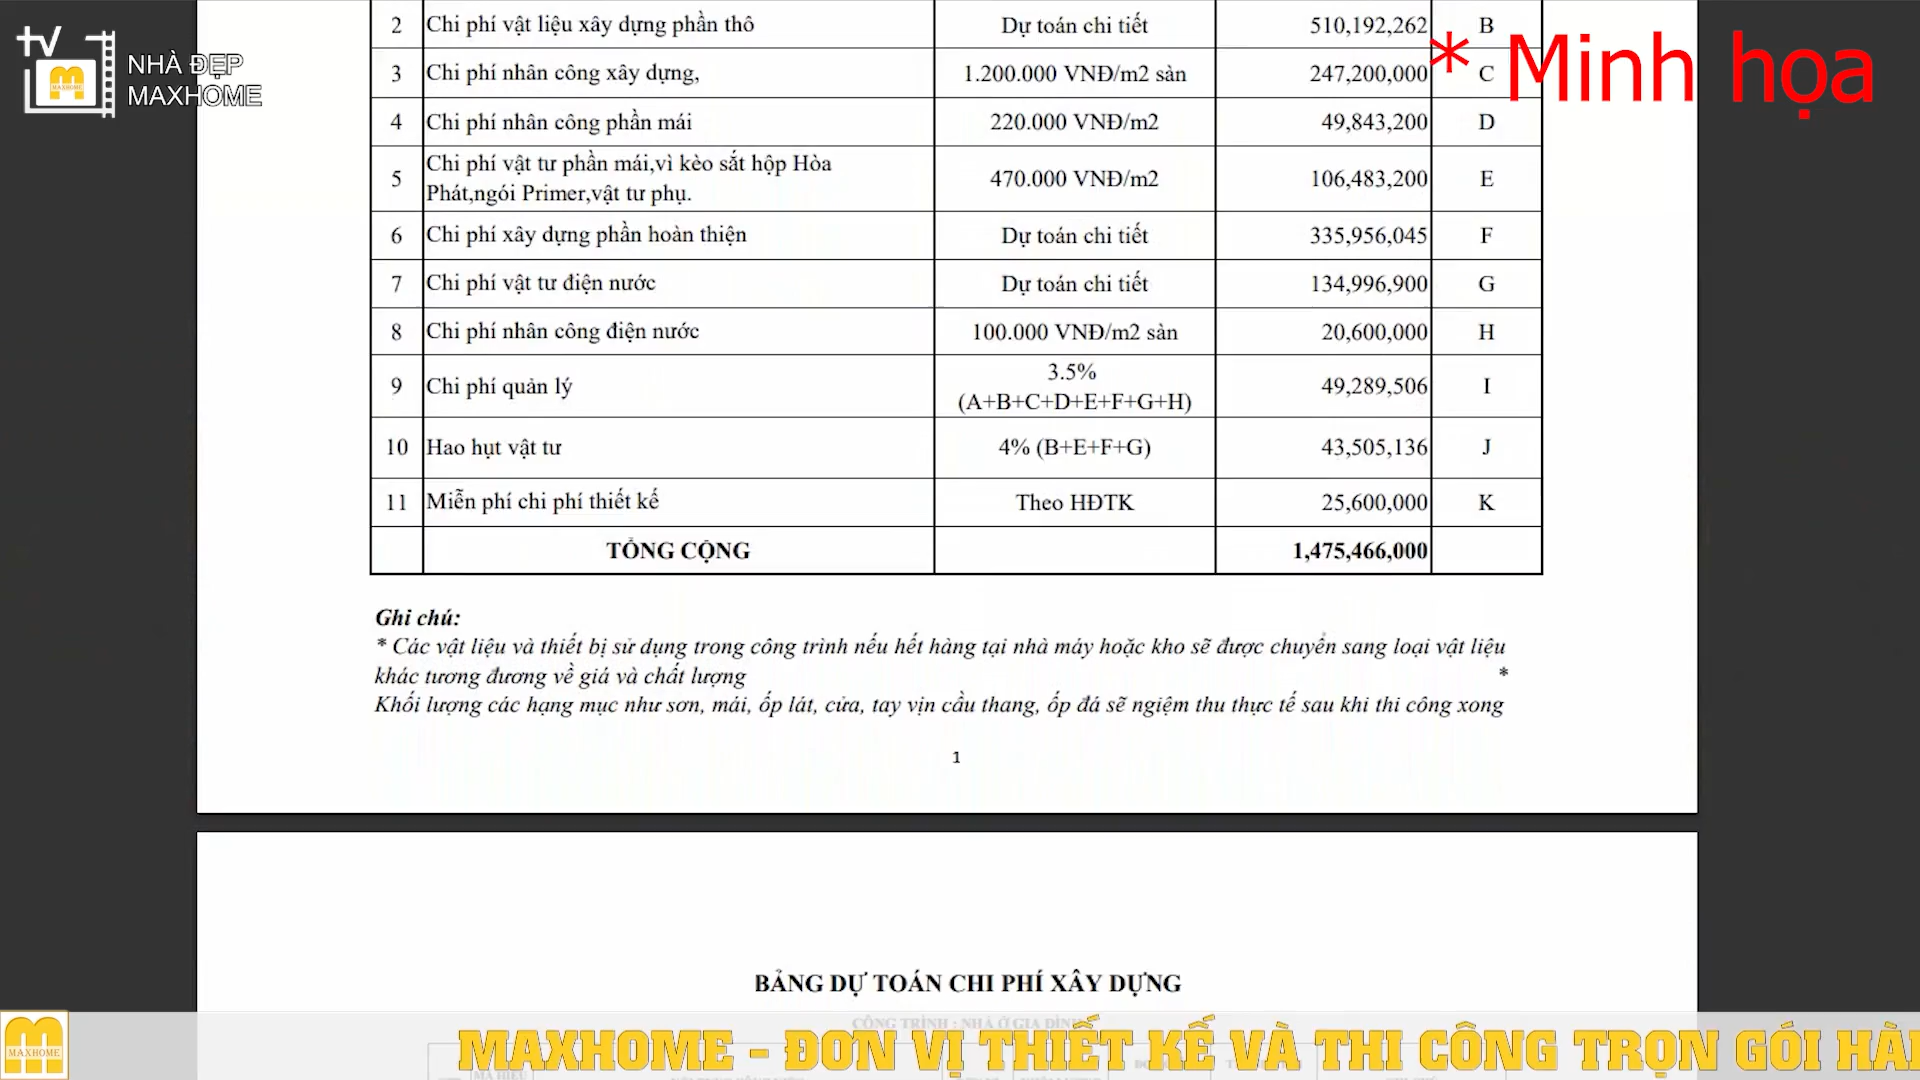 2 Chi phí vật liệu xây dựng phần thô Dự toán chi tiết 510,192,262 B
3 Chi phí nhân công xây dựng, 1.200.000 VNĐ/m2 sàn 247,200,000 C
4 Chi phí nhân công phần mái 220.000 VNĐ/m2 49,843,200 D
5 Chi phí vật tư phần mái,vì kèo sắt hộp Hòa Phát,ngói Primer,vật tư phụ. 470.000 VNĐ/m2 106,483,200 E
6 Chi phí xây dựng phần hoàn thiện Dự toán chi tiết 335,956,045 F
7 Chi phí vật tư điện nước Dự toán chi tiết 134,996,900 G
8 Chi phí nhân công điện nước 100.000 VNĐ/m2 sàn 20,600,000 H
9 Chi phí quản lý 3.5% (A+B+C+D+E+F+G+H) 49,289,506 I
10 Hao hụt vật tư 4% (B+E+F+G) 43,505,136 J
11 Miễn phí chi phí thiết kế Theo HĐTK 25,600,000 K
TỔNG CỘNG 1,475,466,000
Ghi chú:
* Các vật liệu và thiết bị sử dụng trong công trình nếu hết hàng tại nhà máy hoặc kho sẽ được chuyển sang loại vật liệu
khác tương đương về giá và chất lượng *
Khối lượng các hạng mục như sơn, mái, ốp lát, cửa, tay vịn cầu thang, ốp đá sẽ ngiệm thu thực tế sau khi thi công xong
1
BẢNG DỰ TOÁN CHI PHÍ XÂY DỰNG
CÔNG TRÌNH : NHÀ Ở GIA ĐÌNH
MÃ HIỆU
tv
MAXHOME
NHÀ ĐẸP
MAXHOME
* Minh họa
MAXHOME
MAXHOME - ĐƠN VỊ THIẾT KẾ VÀ THI CÔNG TRỌN GÓI HÀ